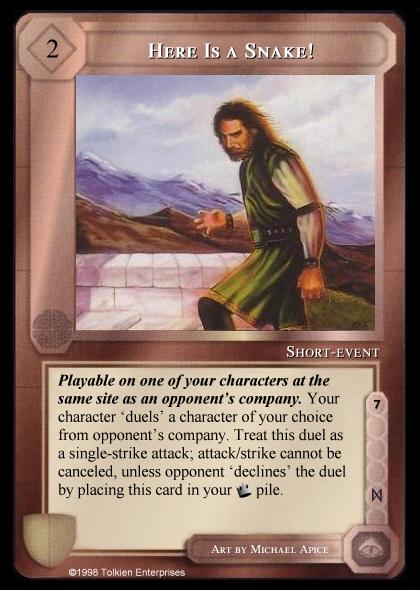 2
Here Is a Snake!
Short-event
Playable on one of your characters at the
same site as an opponent's company. Your
character ‘duels’ a character of your choice
from opponent's company. Treat this duel as
a single-strike attack; attack/strike cannot be
canceled, unless opponent ‘declines’ the duel
by placing this card in your pile.
7
Art by Michael Apice
©1998 Tolkien Enterprises